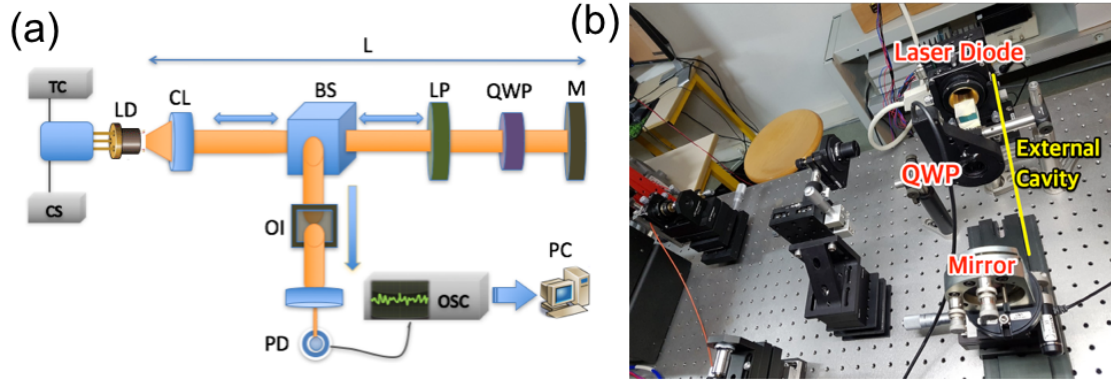 (a)
L
TC
LD
CL
BS
LP
QWP
M
CS
OI
OSC
PC
PD
(b)
Laser Diode
QWP
External
Cavity
Mirror